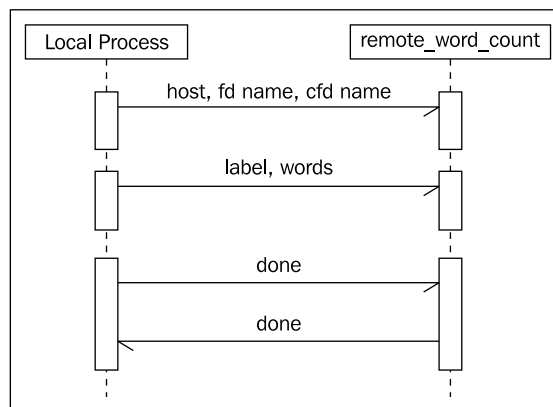 Local Process
remote_word_count
host, fd name, cfd name
label, words
done
done